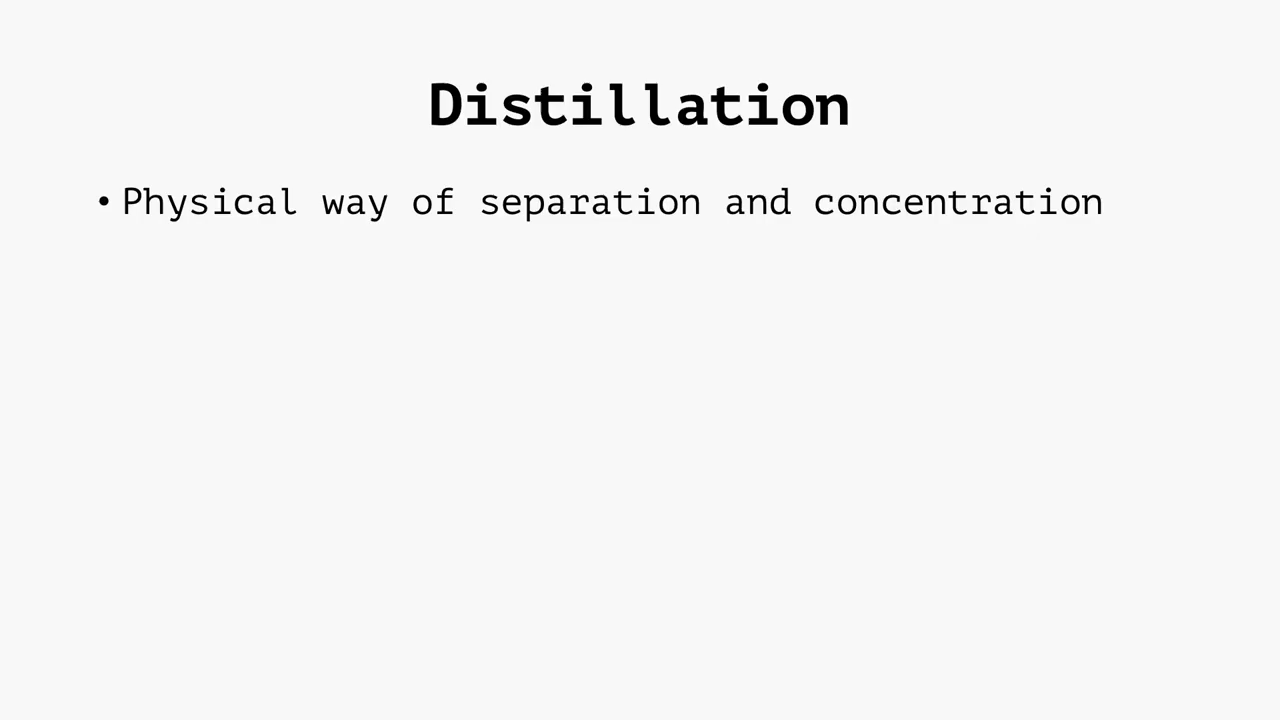 Distillation
• Physical way of separation and concentration